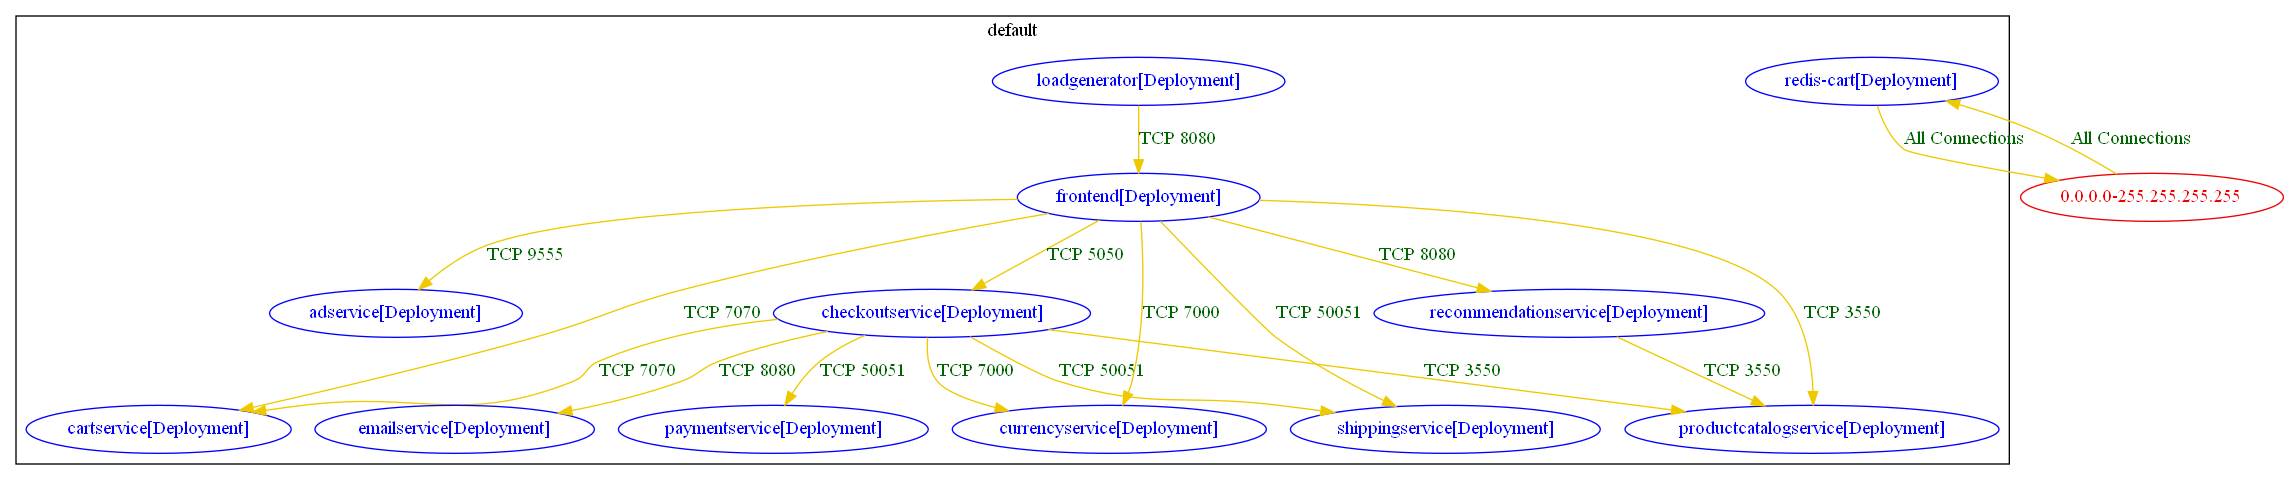 default
loadgenerator[Deployment]
redis-cart[Deployment]
TCP 8080
All Connections
All Connections
frontend[Deployment]
0.0.0.0-255.255.255.255
TCP 9555
TCP 5050
TCP 8080
adservice[Deployment]
TCP 7070
checkoutservice[Deployment]
TCP 7000
TCP 50051
recommendationservice[Deployment]
TCP 3550
TCP 7070
TCP 8080
TCP 50051
TCP 7000
TCP 50051
TCP 3550
TCP 3550
cartservice[Deployment]
emailservice[Deployment]
paymentservice[Deployment]
currencyservice[Deployment]
shippingservice[Deployment]
productcatalogservice[Deployment]